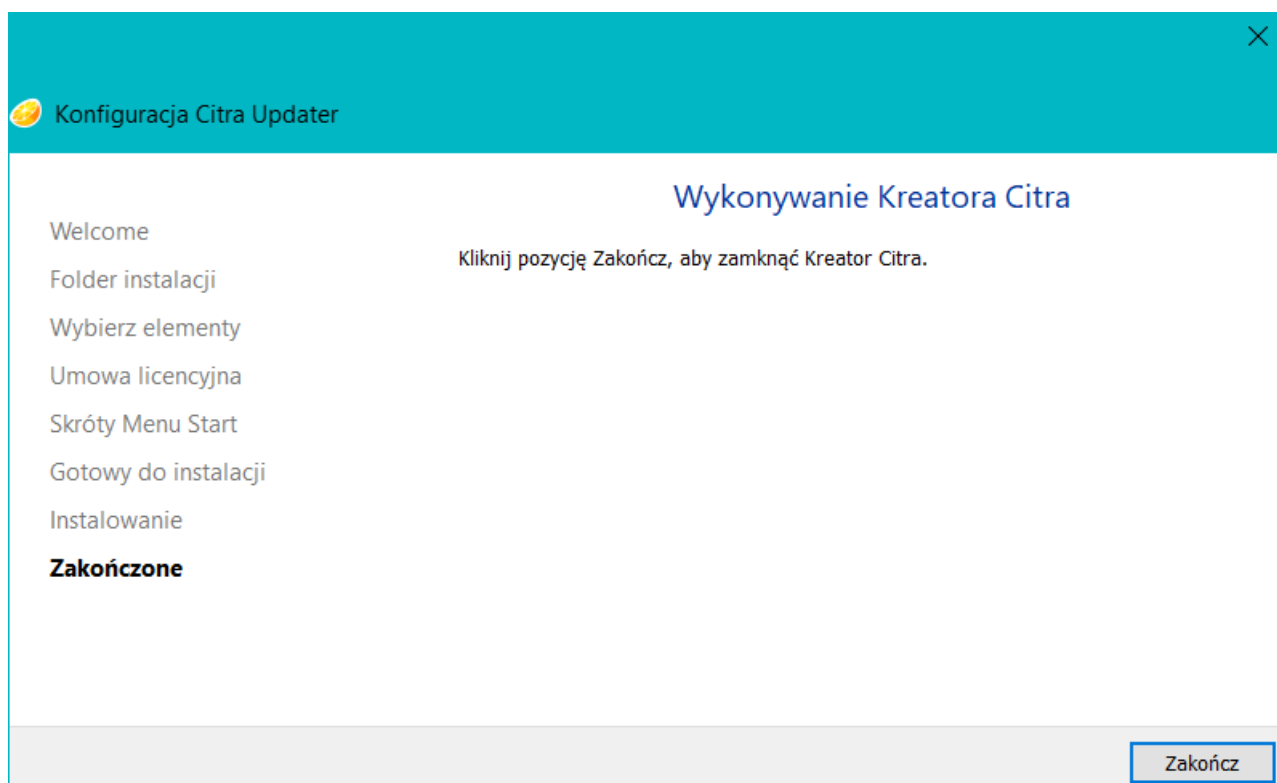 Konfiguracja Citra Updater
Wykonywanie Kreatora Citra
Welcome
Kliknij pozycję Zakończ, aby zamknąć Kreator Citra.
Folder instalacji
Wybierz elementy
Umowa licencyjna
Skróty Menu Start
Gotowy do instalacji
Instalowanie
Zakończone
Zakończ